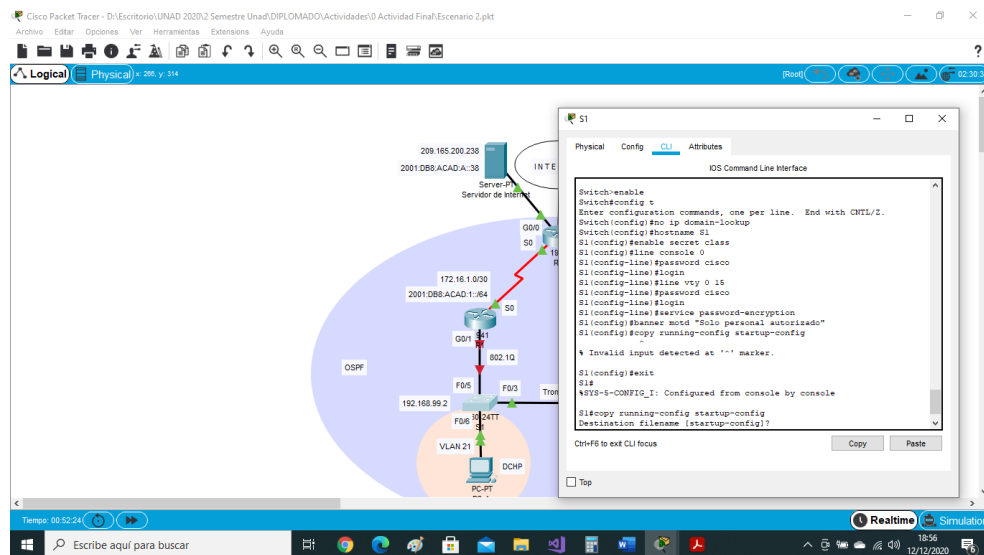 Cisco Packet Tracer - D:\Escritorio\UNAD 2020\2 Semestre Unad\DIPLOMADO\Actividades\0 Actividad Final\Escenario 2.pkt
Archivo Editar Opciones Ver Herramientas Extensions Ayuda
?
Logical Physical x: 266, y: 314
[Root]
02:30:3
209.165.200.238
2001:DB8:ACAD:A::38
INTE
Server-PT
Servidor de Internet
G0/0
S0
19
R
172.16.1.0/30
2001:DB8:ACAD:1::/64
S0
G0/1
41
802.1Q
OSPF
F0/5
F0/3
Tron
192.168.99.2
F0/6
24TT
S1
VLAN 21
DCHP
PC-PT
S1
Physical Config CLI Attributes
IOS Command Line Interface
Switch>enable
Switch#config t
Enter configuration commands, one per line. End with CNTL/Z.
Switch(config)#no ip domain-lookup
Switch(config)#hostname S1
S1(config)#enable secret class
S1(config)#line console 0
S1(config-line)#password cisco
S1(config-line)#login
S1(config-line)#line vty 0 15
S1(config-line)#password cisco
S1(config-line)#login
S1(config-line)#service password-encryption
S1(config)#banner motd "Solo personal autorizado"
S1(config)#copy running-config startup-config
^
% Invalid input detected at '^' marker.
S1(config)#exit
S1#
%SYS-5-CONFIG_I: Configured from console by console
S1#copy running-config startup-config
Destination filename [startup-config]?
Ctrl+F6 to exit CLI focus
Copy Paste
Top
Tiempo: 00:52:24
Realtime Simulation
Escribe aquí para buscar
18:56
12/12/2020